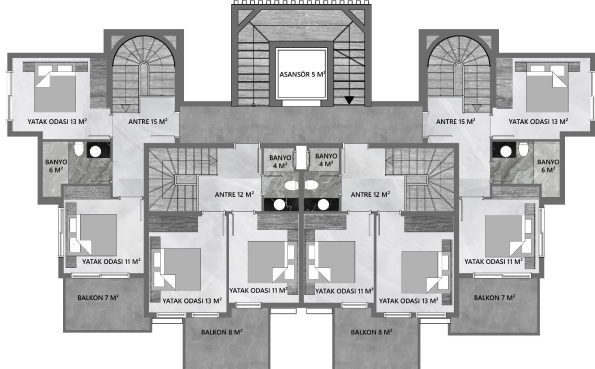 ASANSÖR 5 M²
YATAK ODASI 13 M²
ANTRE 15 M²
ANTRE 15 M²
YATAK ODASI 13 M²
BANYO
6 M²
BANYO
4 M²
BANYO
4 M²
BANYO
6 M²
ANTRE 12 M²
ANTRE 12 M²
YATAK ODASI 11 M²
YATAK ODASI 11 M²
YATAK ODASI 11 M²
YATAK ODASI 11 M²
YATAK ODASI 13 M²
YATAK ODASI 13 M²
BALKON 7 M²
BALKON 7 M²
BALKON 8 M²
BALKON 8 M²